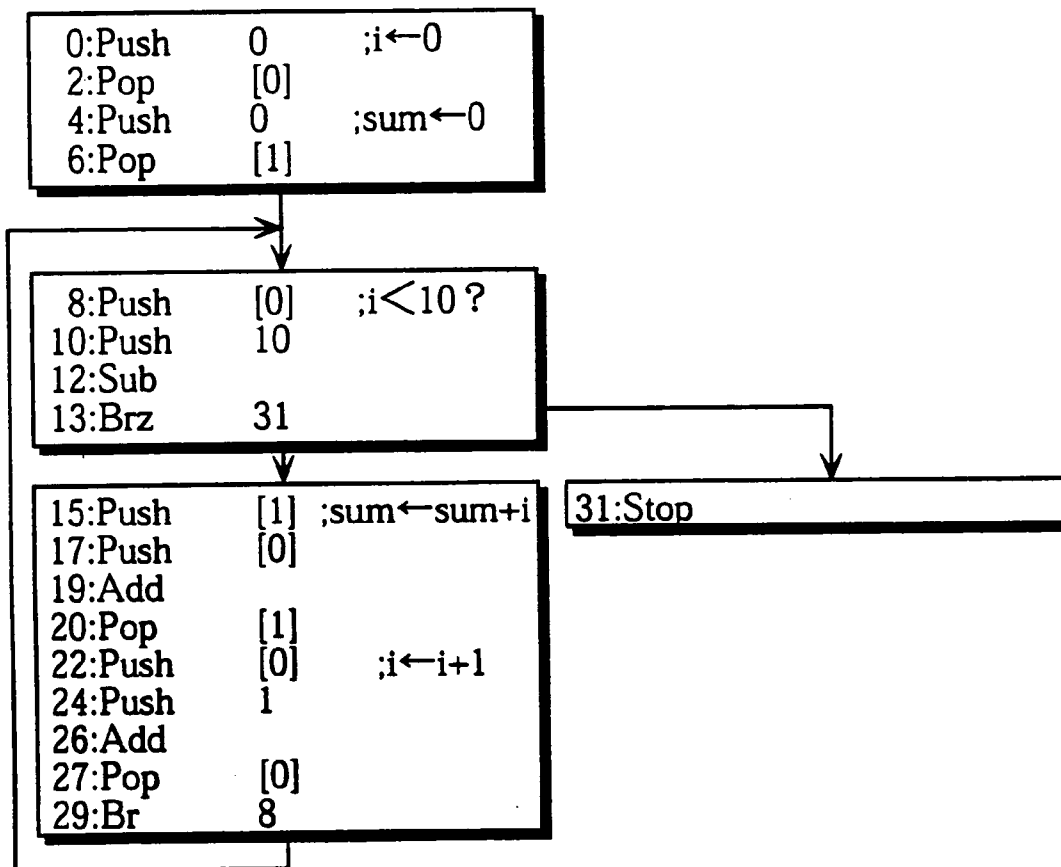 0:Push 0 ;i←0
2:Pop [0]
4:Push 0 ;sum←0
6:Pop [1]
8:Push [0] ;i＜10？
10:Push 10
12:Sub
13:Brz 31
15:Push [1] ;sum←sum+i
17:Push [0]
19:Add
20:Pop [1]
22:Push [0] ;i←i+1
24:Push 1
26:Add
27:Pop [0]
29:Br 8
31:Stop